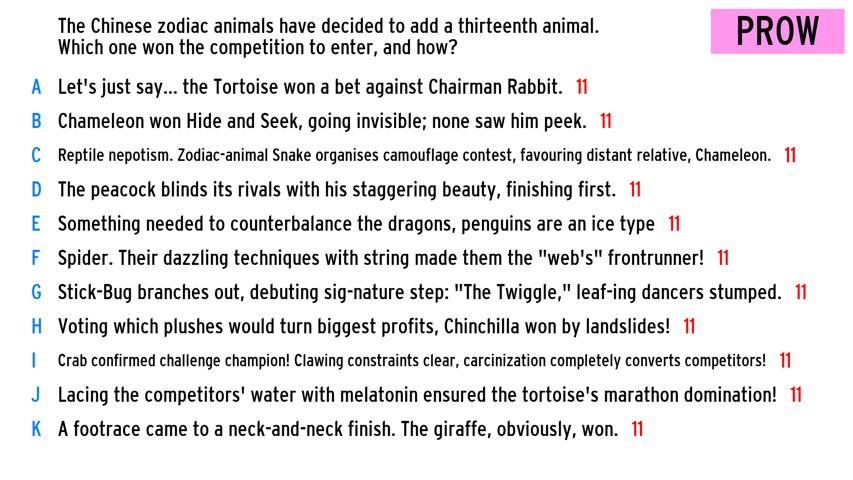 The Chinese zodiac animals have decided to add a thirteenth animal.
Which one won the competition to enter, and how?
PROW
A Let's just say... the Tortoise won a bet against Chairman Rabbit. 11
B Chameleon won Hide and Seek, going invisible; none saw him peek. 11
C Reptile nepotism. Zodiac-animal Snake organises camouflage contest, favouring distant relative, Chameleon. 11
D The peacock blinds its rivals with his staggering beauty, finishing first. 11
E Something needed to counterbalance the dragons, penguins are an ice type 11
F Spider. Their dazzling techniques with string made them the "web's" frontrunner! 11
G Stick-Bug branches out, debuting sig-nature step: "The Twiggle," leaf-ing dancers stumped. 11
H Voting which plushes would turn biggest profits, Chinchilla won by landslides! 11
I Crab confirmed challenge champion! Clawing constraints clear, carcinization completely converts competitors! 11
J Lacing the competitors' water with melatonin ensured the tortoise's marathon domination! 11
K A footrace came to a neck-and-neck finish. The giraffe, obviously, won. 11